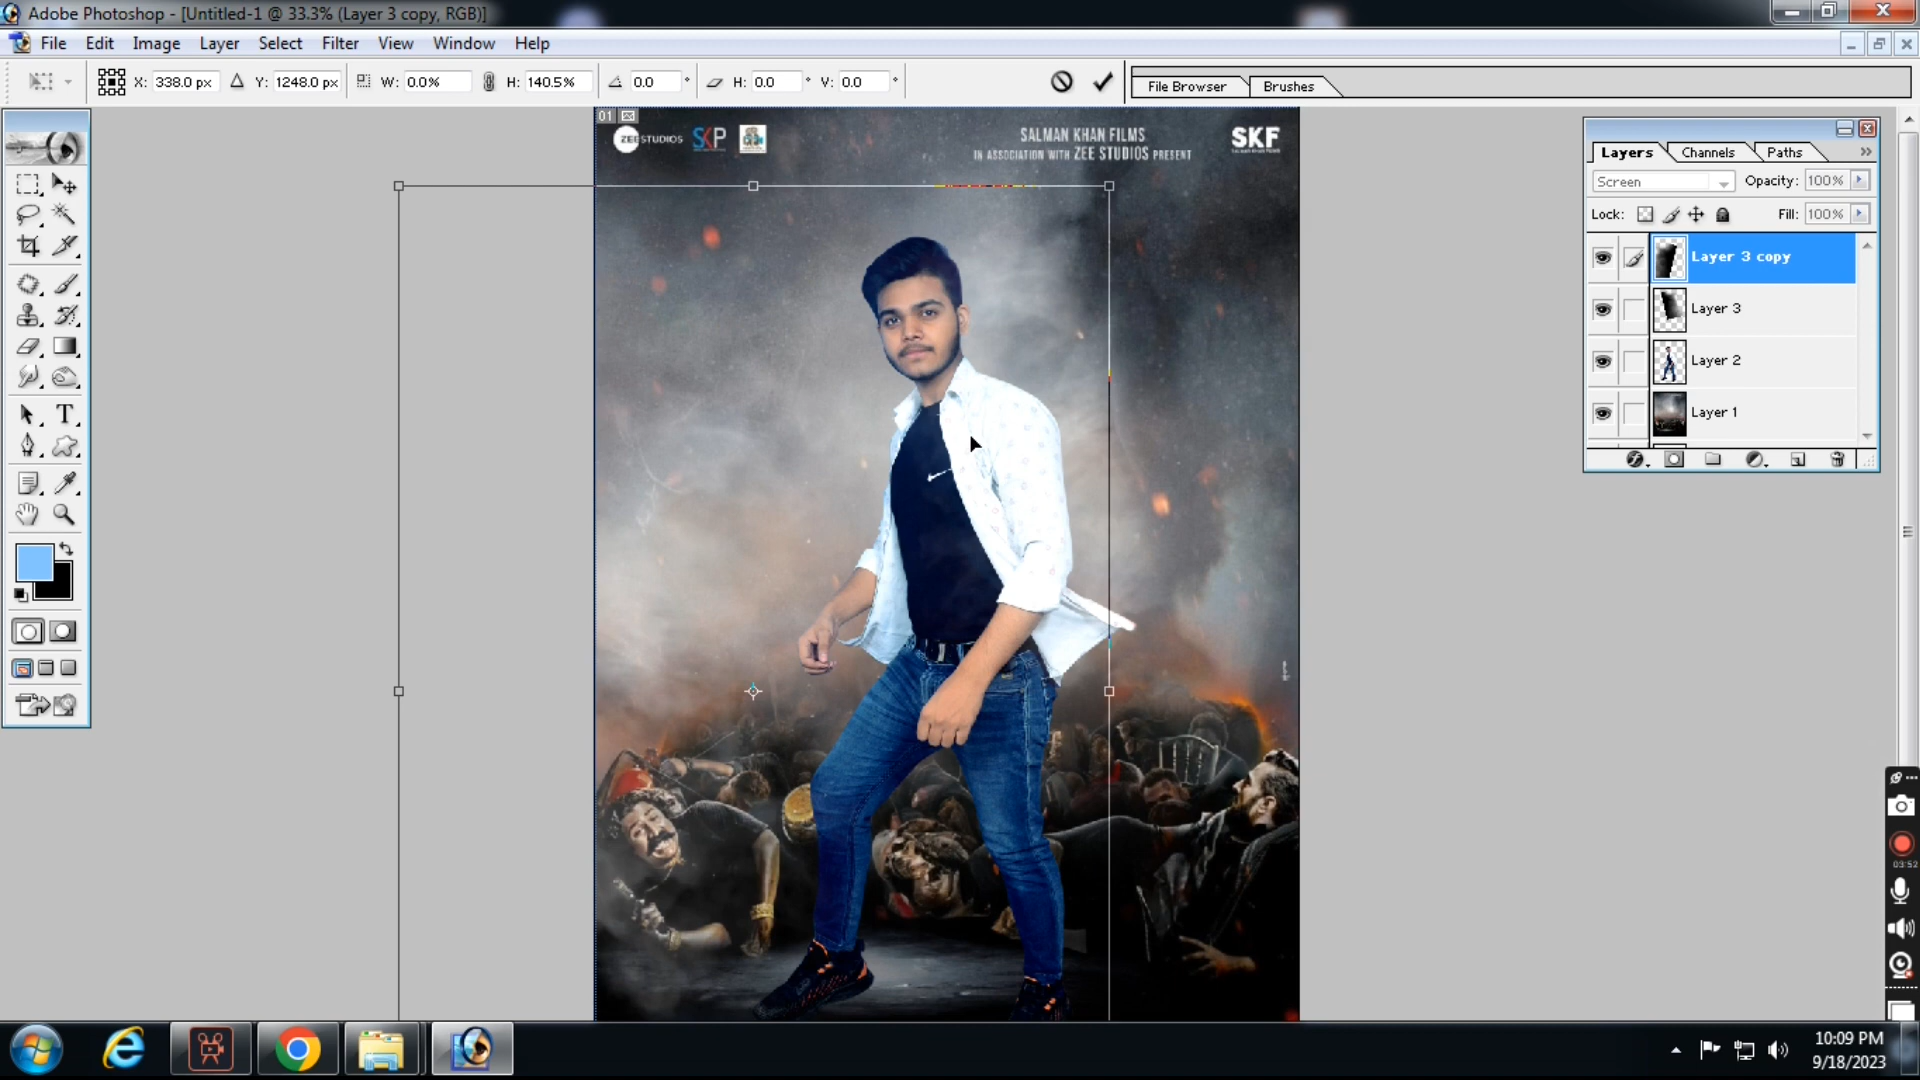 Adobe Photoshop - [Untitled-1 @ 33.3% (Layer 3 copy, RGB)]
File Edit Image Layer Select Filter View Window Help
X: 338.0 px Y: 1248.0 px W: 0.0% H: 140.5% 0.0 ° H: 0.0 ° V: 0.0 °
File Browser Brushes
01
ZEE STUDIOS SKP
SALMAN KHAN FILMS
IN ASSOCIATION WITH ZEE STUDIOS PRESENT
SKF
Layers Channels Paths
Screen Opacity: 100%
Lock: Fill: 100%
Layer 3 copy
Layer 3
Layer 2
Layer 1
T
03:52
10:09 PM
9/18/2023